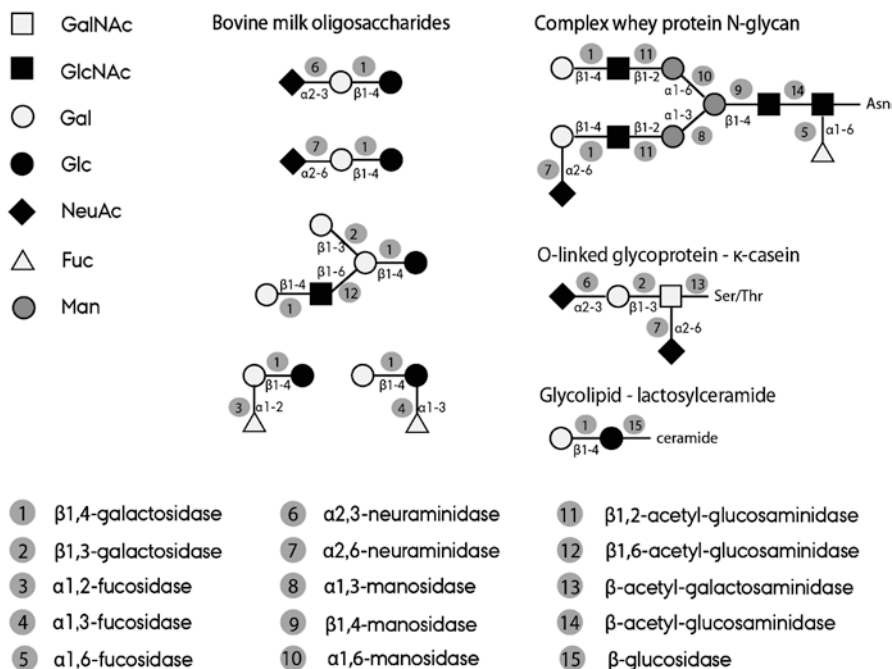 GalNAc
GlcNAc
Gal
Glc
NeuAc
Fuc
Man
Bovine milk oligosaccharides
6 1
α2-3 β1-4
7 1
α2-6 β1-4
2
β1-3 1
β1-6 β1-4
β1-4 12
1
1 1
β1-4 β1-4
3 α1-2 4 α1-3
Complex whey protein N-glycan
1 11
β1-4 β1-2 10
α1-6 9 14
α1-3 β1-4 Asn
β1-4 β1-2 8 5 α1-6
1 11
7 α2-6
O-linked glycoprotein - κ-casein
6 2 13
α2-3 β1-3 Ser/Thr
7 α2-6
Glycolipid - lactosylceramide
1 15
β1-4 ceramide
1 β1,4-galactosidase
2 β1,3-galactosidase
3 α1,2-fucosidase
4 α1,3-fucosidase
5 α1,6-fucosidase
6 α2,3-neuraminidase
7 α2,6-neuraminidase
8 α1,3-manosidase
9 β1,4-manosidase
10 α1,6-manosidase
11 β1,2-acetyl-glucosaminidase
12 β1,6-acetyl-glucosaminidase
13 β-acetyl-galactosaminidase
14 β-acetyl-glucosaminidase
15 β-glucosidase